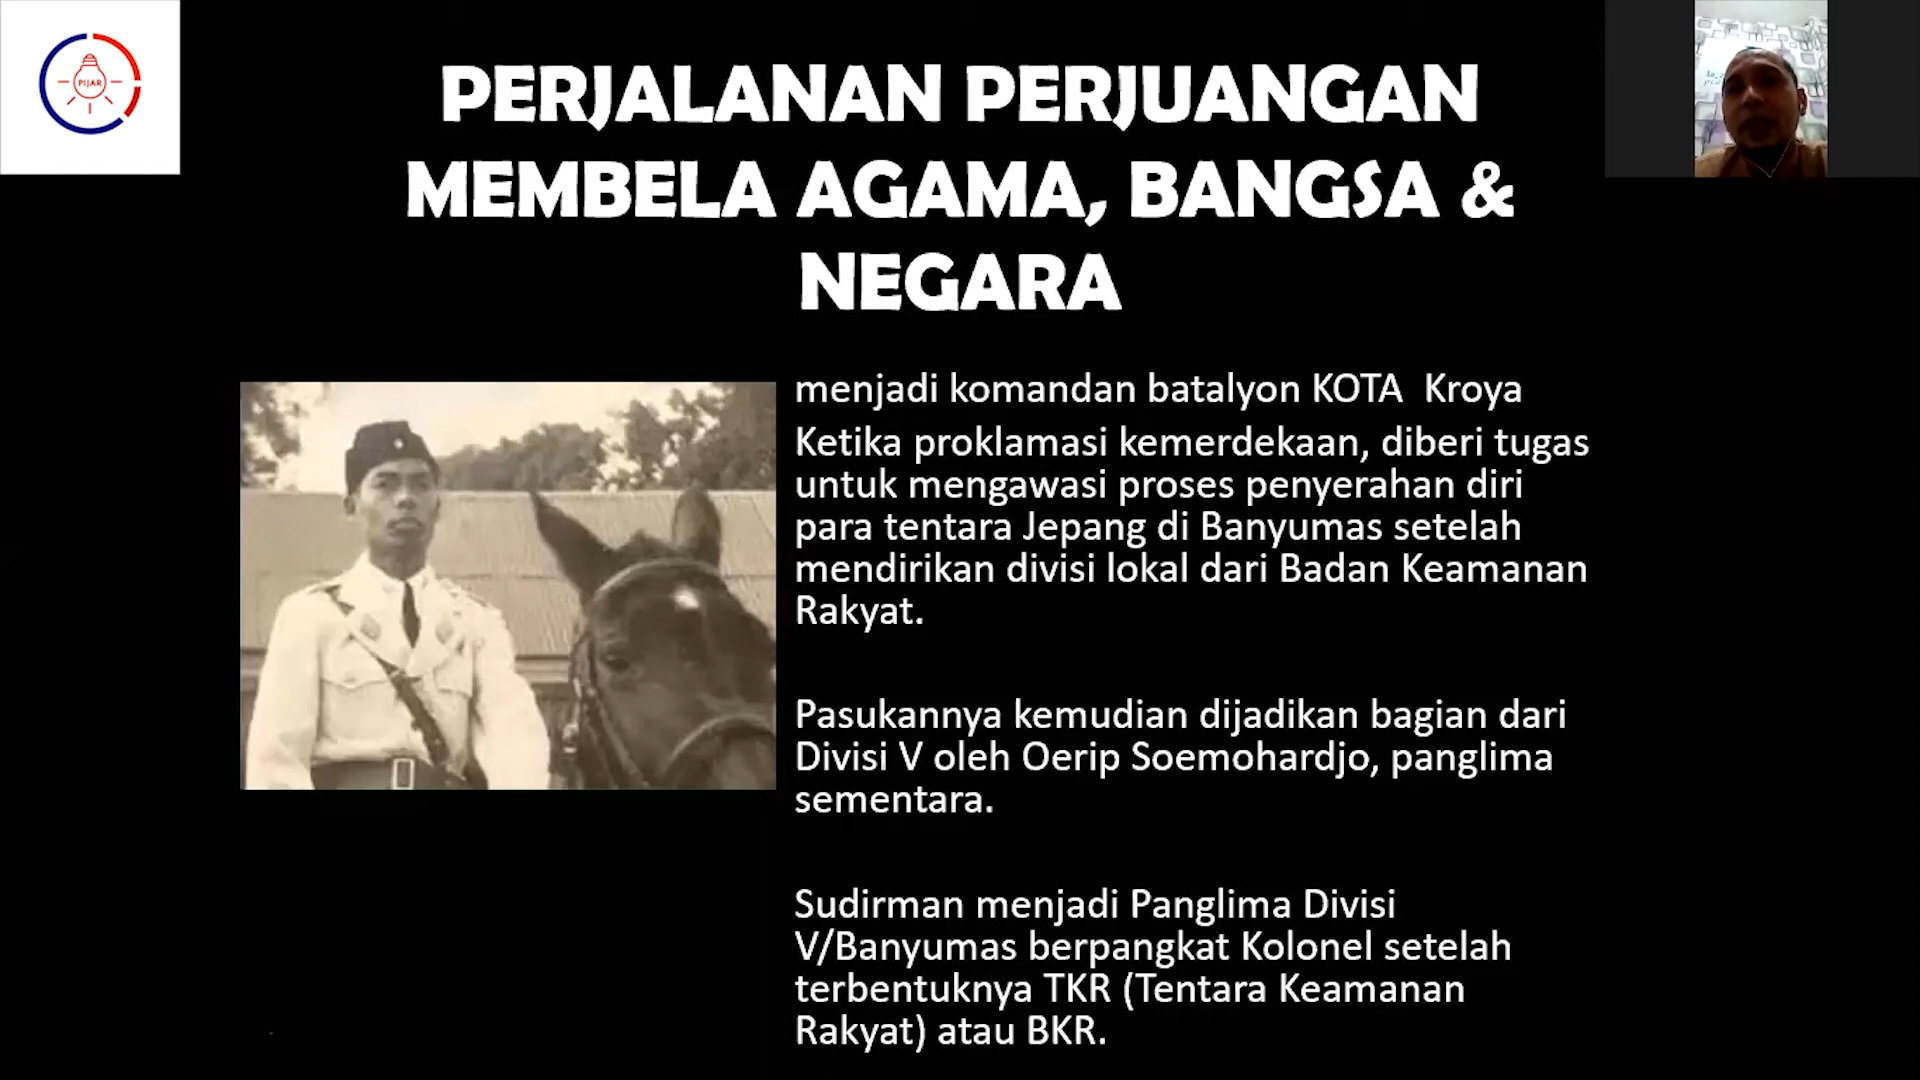 PIJAR
PERJALANAN PERJUANGAN
MEMBELA AGAMA, BANGSA &
NEGARA
menjadi komandan batalyon KOTA  Kroya
Ketika proklamasi kemerdekaan, diberi tugas
untuk mengawasi proses penyerahan diri
para tentara Jepang di Banyumas setelah
mendirikan divisi lokal dari Badan Keamanan
Rakyat.
Pasukannya kemudian dijadikan bagian dari
Divisi V oleh Oerip Soemohardjo, panglima
sementara.
Sudirman menjadi Panglima Divisi
V/Banyumas berpangkat Kolonel setelah
terbentuknya TKR (Tentara Keamanan
Rakyat) atau BKR.